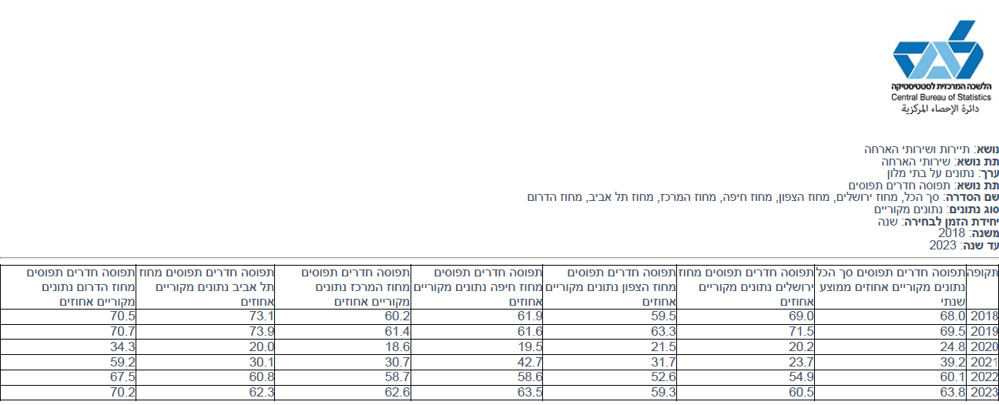 הלשכה המרכזית לסטטיסטיקה
Central Bureau of Statistics
دائرة الإحصاء المركزية
נושא: תיירות ושירותי הארחה
תת נושא: שירותי הארחה
ערך: נתונים על בתי מלון
תת נושא: תפוסה חדרים תפוסים
שם הסדרה: סך הכל, מחוז ירושלים, מחוז הצפון, מחוז חיפה, מחוז המרכז, מחוז תל אביב, מחוז הדרום
סוג נתונים: נתונים מקוריים
יחידת הזמן לבחירה: שנה
משנה: 2018
עד שנה: 2023
תקופה תפוסה חדרים תפוסים סך הכל תפוסה חדרים תפוסים מחוז תפוסה חדרים תפוסים תפוסה חדרים תפוסים תפוסה חדרים תפוסים תפוסה חדרים תפוסים מחוז תפוסה חדרים תפוסים
נתונים מקוריים אחוזים ממוצע ירושלים נתונים מקוריים מחוז הצפון נתונים מקוריים מחוז חיפה נתונים מקוריים מחוז המרכז נתונים תל אביב נתונים מקוריים מחוז הדרום נתונים
שנתי אחוזים אחוזים אחוזים מקוריים אחוזים אחוזים מקוריים אחוזים
2018 68.0 69.0 59.5 61.9 60.2 73.1 70.5
2019 69.5 71.5 63.3 61.6 61.4 73.9 70.7
2020 24.8 20.2 21.5 19.5 18.6 20.0 34.3
2021 39.2 23.7 31.7 42.7 30.7 30.1 59.2
2022 60.1 54.9 52.6 58.6 58.7 60.8 67.5
2023 63.8 60.5 59.3 63.5 62.6 62.3 70.2